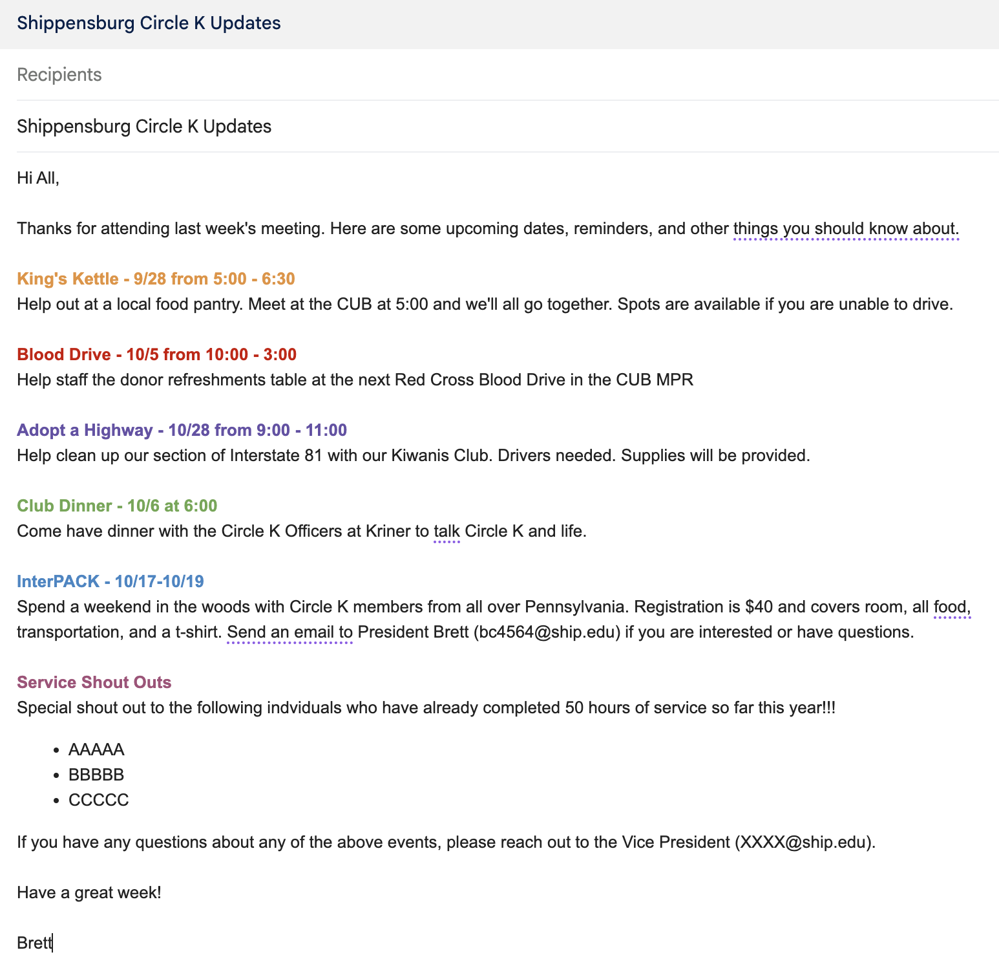 Shippensburg Circle K Updates
Recipients
Shippensburg Circle K Updates
Hi All,
Thanks for attending last week's meeting. Here are some upcoming dates, reminders, and other things you should know about.
King's Kettle - 9/28 from 5:00 - 6:30
Help out at a local food pantry. Meet at the CUB at 5:00 and we'll all go together. Spots are available if you are unable to drive.
Blood Drive - 10/5 from 10:00 - 3:00
Help staff the donor refreshments table at the next Red Cross Blood Drive in the CUB MPR
Adopt a Highway - 10/28 from 9:00 - 11:00
Help clean up our section of Interstate 81 with our Kiwanis Club. Drivers needed. Supplies will be provided.
Club Dinner - 10/6 at 6:00
Come have dinner with the Circle K Officers at Kriner to talk Circle K and life.
InterPACK - 10/17-10/19
Spend a weekend in the woods with Circle K members from all over Pennsylvania. Registration is $40 and covers room, all food,
transportation, and a t-shirt. Send an email to President Brett (bc4564@ship.edu) if you are interested or have questions.
Service Shout Outs
Special shout out to the following indviduals who have already completed 50 hours of service so far this year!!!
• AAAAA
• BBBBB
• CCCCC
If you have any questions about any of the above events, please reach out to the Vice President (XXXX@ship.edu).
Have a great week!
Brett